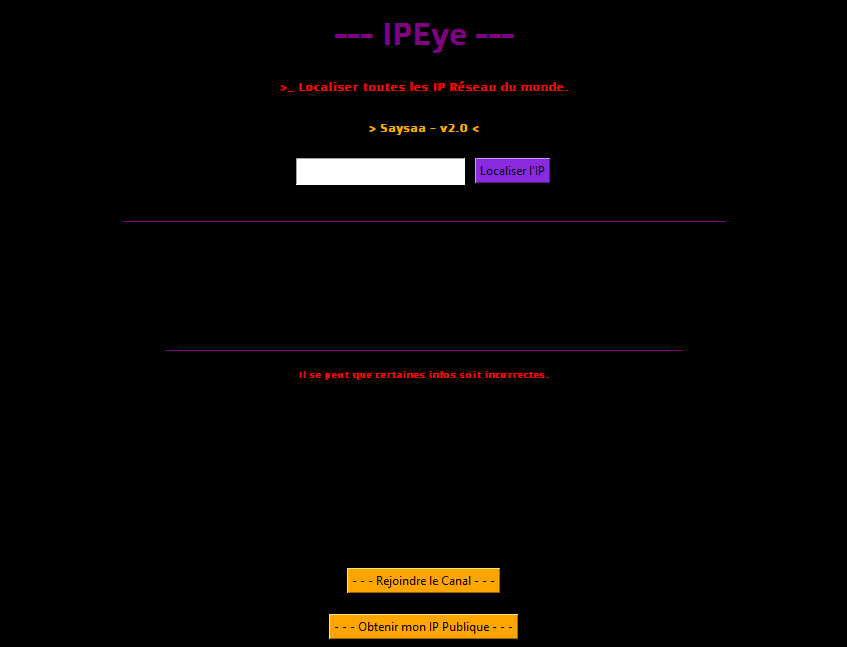 --- IPEye ---
>_ Localiser toutes les IP Réseau du monde.
> Saysaa - v2.0 <
Localiser l'IP
Il se peut que certaines infos soit incorrectes.
- - - Rejoindre le Canal - - -
- - - Obtenir mon IP Publique - - -